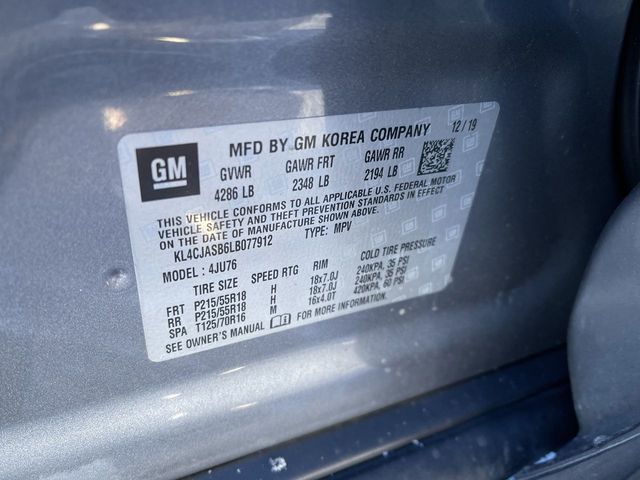 GM
MFD BY GM KOREA COMPANY 12/19
GVWR GAWR FRT GAWR RR
4286 LB 2348 LB 2194 LB
THIS VEHICLE CONFORMS TO ALL APPLICABLE U.S. FEDERAL MOTOR
VEHICLE SAFETY AND THEFT PREVENTION STANDARDS IN EFFECT
ON THE DATE OF MANUFACTURE SHOWN ABOVE.
KL4CJASB6LB077912 TYPE: MPV
MODEL: 4JU76
TIRE SIZE SPEED RTG RIM COLD TIRE PRESSURE
FRT P215/55R18 H 18x7.0J 240KPA, 35 PSI
RR P215/55R18 H 18x7.0J 240KPA, 35 PSI
SPA T125/70R16 M 16x4.0T 420KPA, 60 PSI
SEE OWNER'S MANUAL